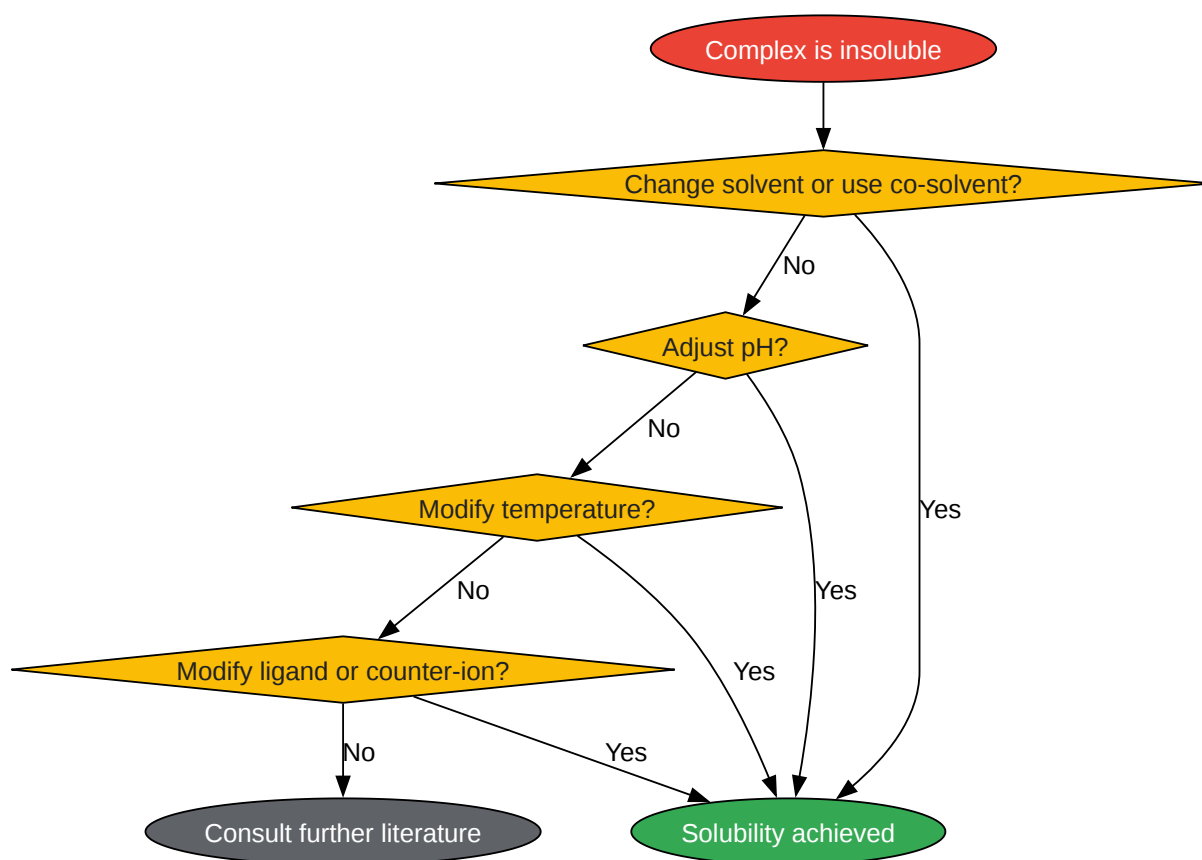 Complex is insoluble
Change solvent or use co-solvent?
No
Adjust pH?
No
Modify temperature?
Yes
No
Yes
Modify ligand or counter-ion?
Yes
No
Yes
Consult further literature
Solubility achieved